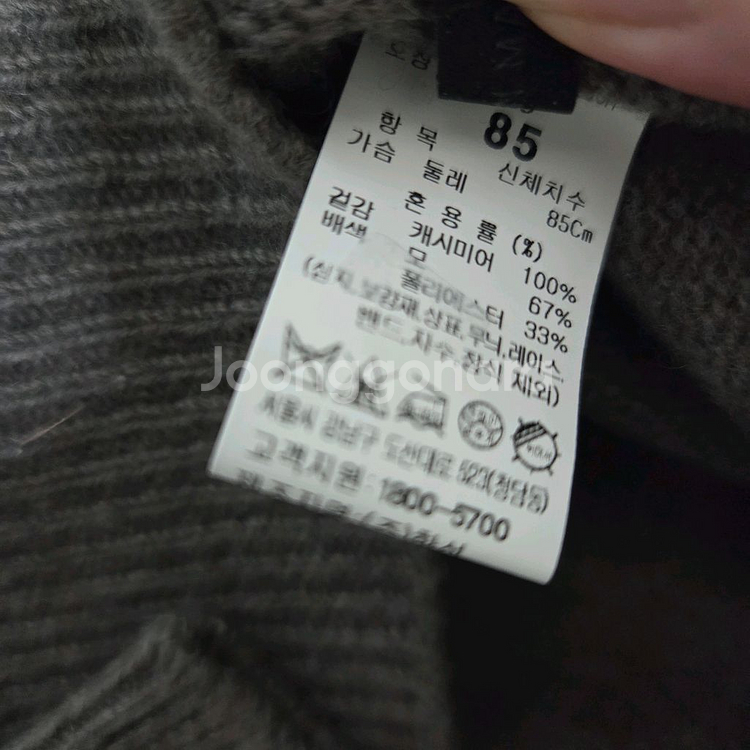 85
항 목 신체치수
가슴 둘레 85Cm
혼 용 률 (%)
겉감 캐시미어 100%
배색 모 67%
폴리에스터 33%
(심지,보강재,상표,무늬,레이스
밴드,자수,장식 제외)
Joonggonara
서울시 강남구 도산대로 523(청담동)
고객지원 1800-5700